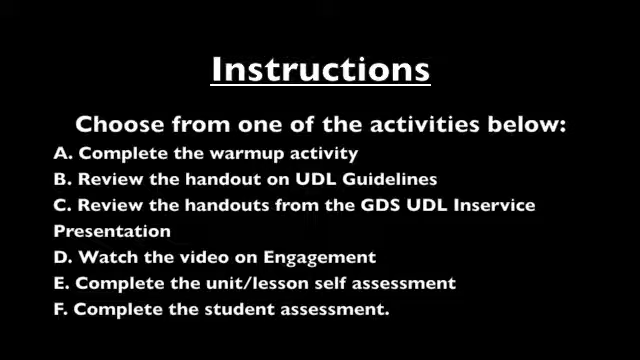 Instructions
Choose from one of the activities below:
A. Complete the warmup activity
B. Review the handout on UDL Guidelines
C. Review the handouts from the GDS UDL Inservice
Presentation
D. Watch the video on Engagement
E. Complete the unit/lesson self assessment
F. Complete the student assessment.